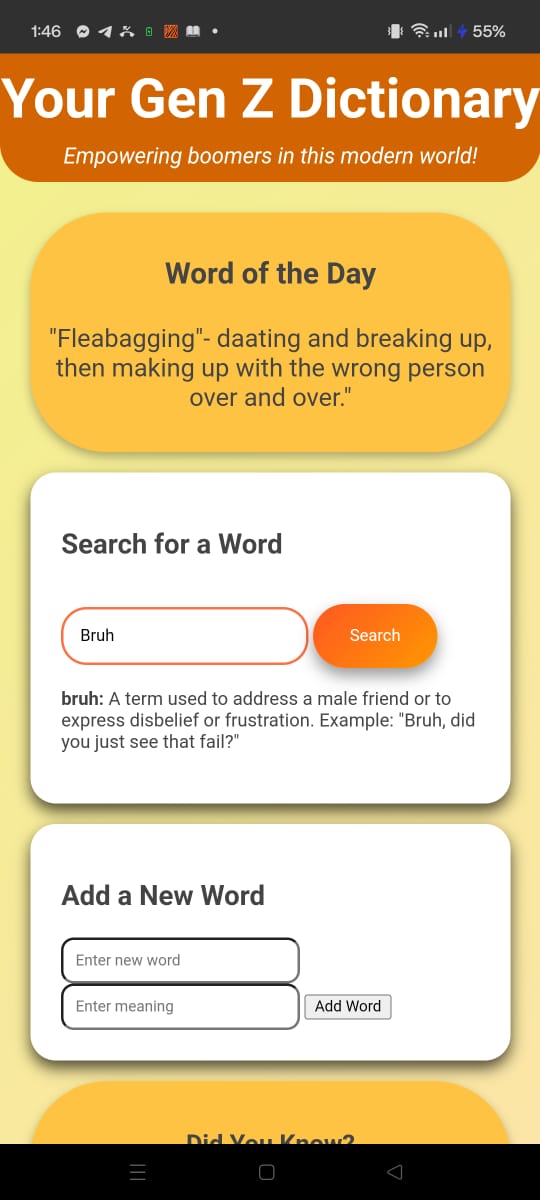 1:46
55%
Your Gen Z Dictionary
Empowering boomers in this modern world!
Word of the Day
"Fleabagging"- daating and breaking up,
then making up with the wrong person
over and over."
Search for a Word
Bruh
Search
bruh: A term used to address a male friend or to
express disbelief or frustration. Example: "Bruh, did
you just see that fail?"
Add a New Word
Enter new word
Enter meaning
Add Word
Did You Know?